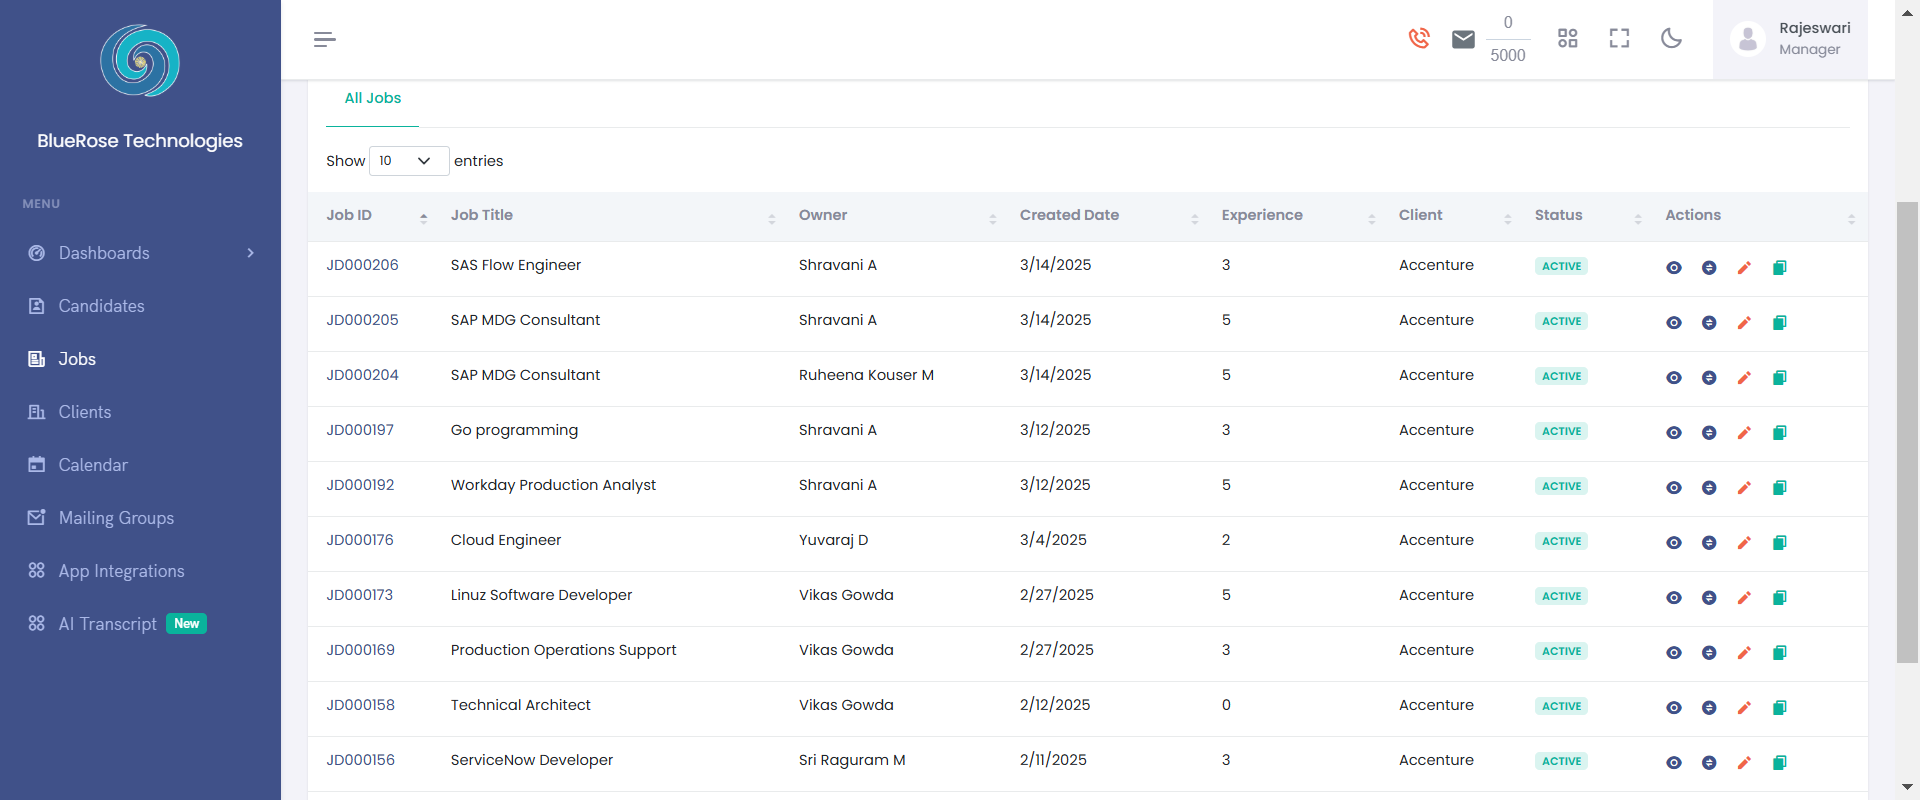 BlueRose Technologies
MENU
Dashboards
Candidates
Jobs
Clients
Calendar
Mailing Groups
App Integrations
AI Transcript New
0
5000
Rajeswari
Manager
All Jobs
Show 10 entries
Job ID Job Title Owner Created Date Experience Client Status Actions
JD000206 SAS Flow Engineer Shravani A 3/14/2025 3 Accenture ACTIVE
JD000205 SAP MDG Consultant Shravani A 3/14/2025 5 Accenture ACTIVE
JD000204 SAP MDG Consultant Ruheena Kouser M 3/14/2025 5 Accenture ACTIVE
JD000197 Go programming Shravani A 3/12/2025 3 Accenture ACTIVE
JD000192 Workday Production Analyst Shravani A 3/12/2025 5 Accenture ACTIVE
JD000176 Cloud Engineer Yuvaraj D 3/4/2025 2 Accenture ACTIVE
JD000173 Linuz Software Developer Vikas Gowda 2/27/2025 5 Accenture ACTIVE
JD000169 Production Operations Support Vikas Gowda 2/27/2025 3 Accenture ACTIVE
JD000158 Technical Architect Vikas Gowda 2/12/2025 0 Accenture ACTIVE
JD000156 ServiceNow Developer Sri Raguram M 2/11/2025 3 Accenture ACTIVE